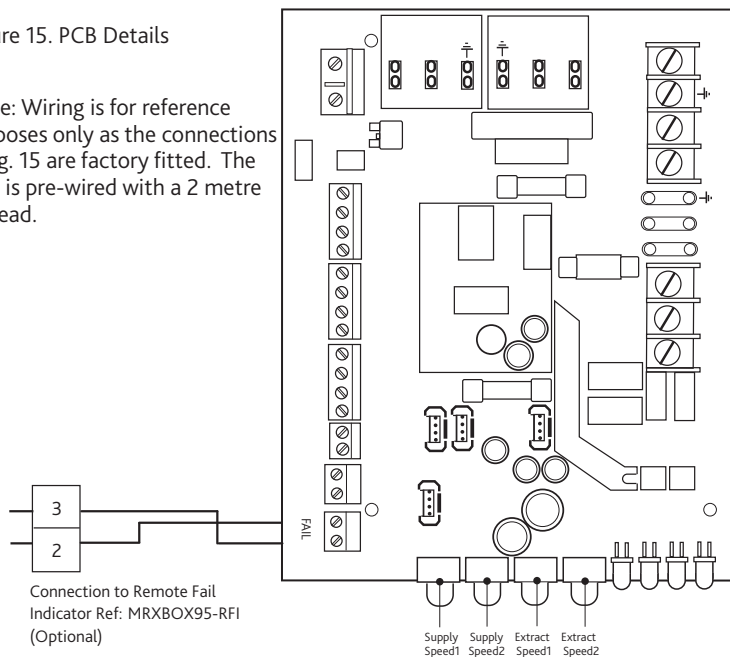 ure 15. PCB Details
e: Wiring is for reference
poses only as the connections
g. 15 are factory fitted. The
is pre-wired with a 2 metre
ead.
FAIL
3
2
Connection to Remote Fail
Indicator Ref: MRXBOX95-RFI
(Optional)
Supply Speed1
Supply Speed2
Extract Speed1
Extract Speed2